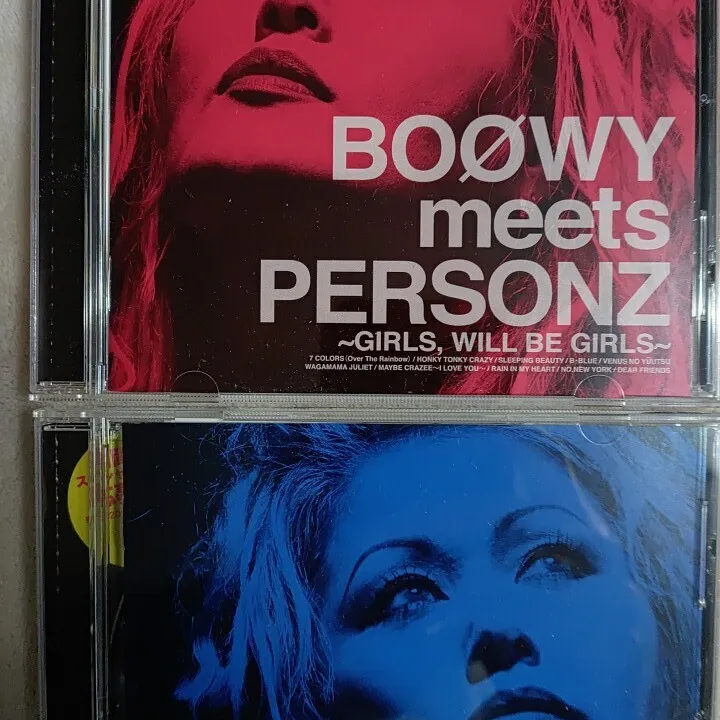 BOØWY
meets
PERSONZ
~G1RLS, WILL BE GiRLS~
7 COLORS(Over The Rainbow) / HONKY TONKY CRAZY / SLEEPING BEAUTY / B・BLUE / VENUS NO YUUTSU
WAGAMAMA JULIET / MAYBE CRAZEE~I LOVE YOU~ / RAIN IN MY HEART / NO,NEW YORK / DEAR FRIENDS